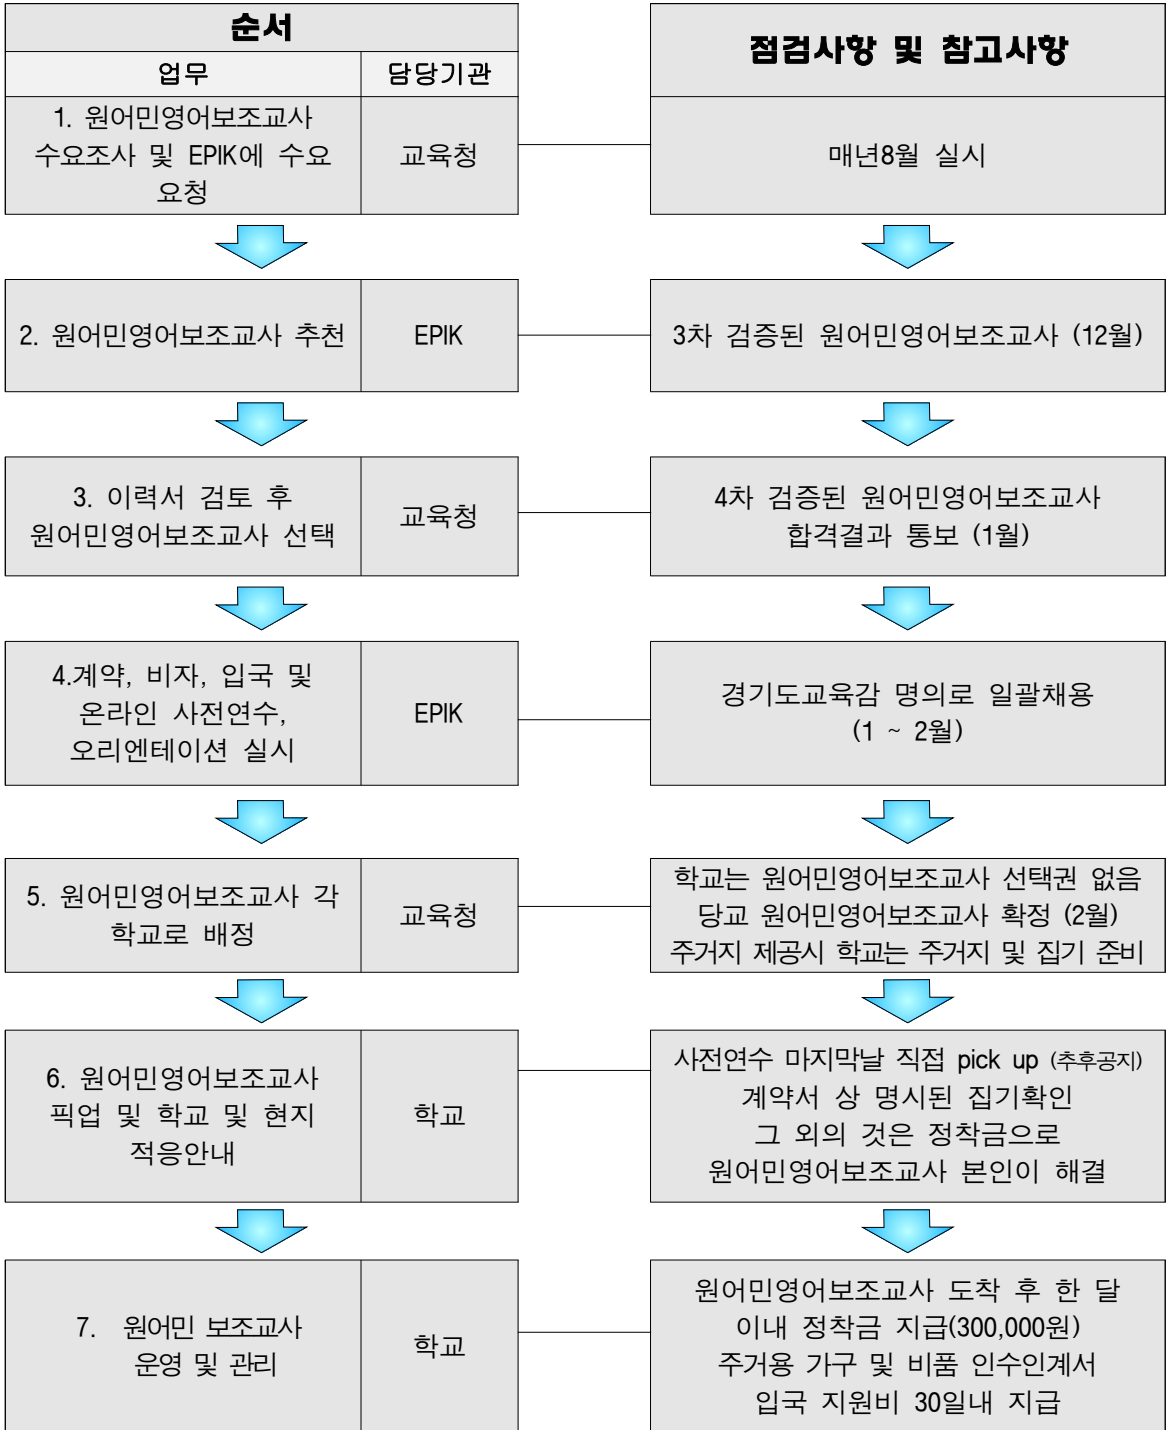 순서
점검사항 및 참고사항
업무
담당기관
1. 원어민영어보조교사
수요조사 및 EPIK에 수요
요청
교육청
매년8월 실시
2. 원어민영어보조교사 추천
EPIK
3차 검증된 원어민영어보조교사 (12월)
3. 이력서 검토 후
원어민영어보조교사 선택
교육청
4차 검증된 원어민영어보조교사
합격결과 통보 (1월)
4.계약, 비자, 입국 및
온라인 사전연수,
오리엔테이션 실시
EPIK
경기도교육감 명의로 일괄채용
(1 ~ 2월)
5. 원어민영어보조교사 각
학교로 배정
교육청
학교는 원어민영어보조교사 선택권 없음
당교 원어민영어보조교사 확정 (2월)
주거지 제공시 학교는 주거지 및 집기 준비
6. 원어민영어보조교사
픽업 및 학교 및 현지
적응안내
학교
사전연수 마지막날 직접 pick up (추후공지)
계약서 상 명시된 집기확인
그 외의 것은 정착금으로
원어민영어보조교사 본인이 해결
7. 원어민 보조교사
운영 및 관리
학교
원어민영어보조교사 도착 후 한 달
이내 정착금 지급(300,000원)
주거용 가구 및 비품 인수인계서
입국 지원비 30일내 지급